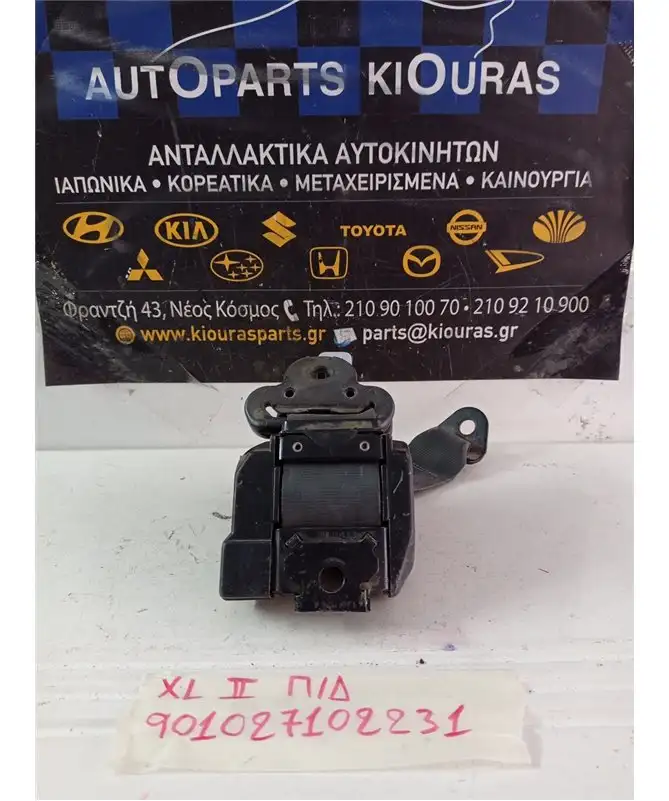 AUTOPARTS KIOURAS
ΑΝΤΑΛΛΑΚΤΙΚΑ ΑΥΤΟΚΙΝΗΤΩΝ
ΙΑΠΩΝΙΚΑ • ΚΟΡΕΑΤΙΚΑ • ΜΕΤΑΧΕΙΡΙΣΜΕΝΑ • ΚΑΙΝΟΥΡΓΙΑ
KIA TOYOTA NISSAN
Φραντζή 43, Νέος Κόσμος Τηλ.: 210 90 100 70 • 210 92 10 900
www.kiourasparts.gr parts@kiouras.gr
XL II Π/Δ
901027102231